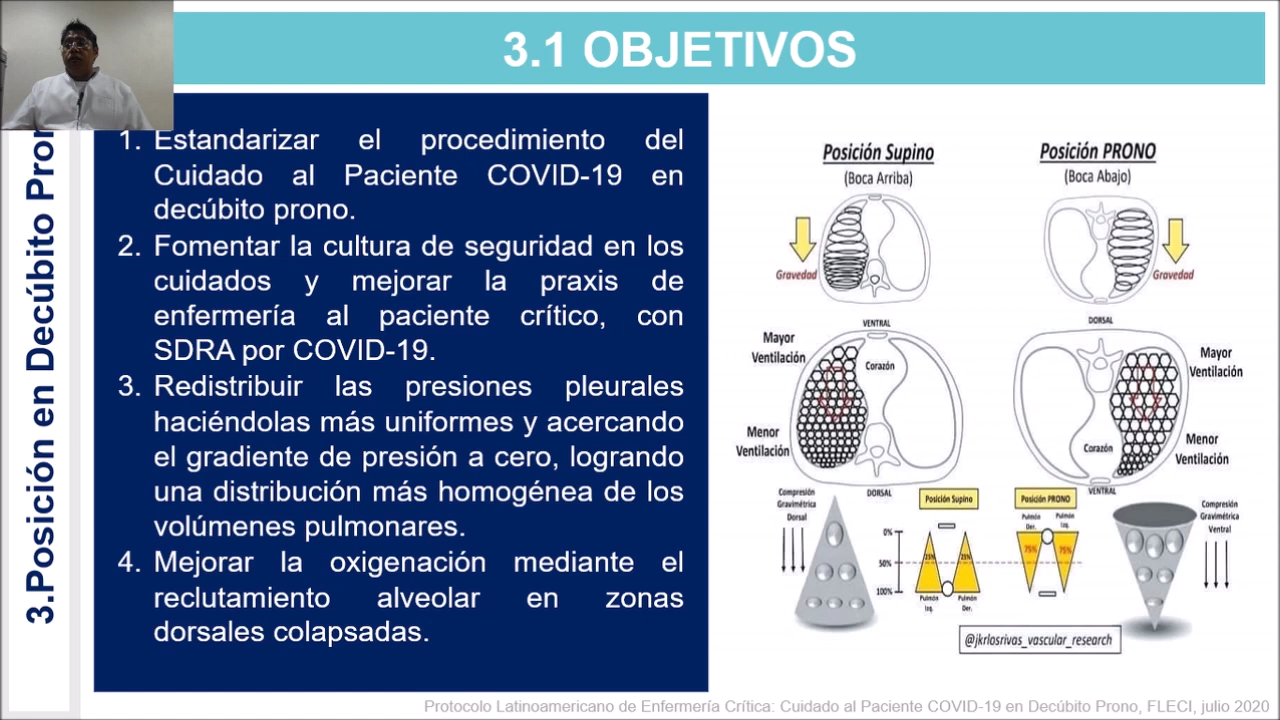 3.1 OBJETIVOS
3.Posición en Decúbito Pron
1. Estandarizar el procedimiento del
Cuidado al Paciente COVID-19 en
decúbito prono.
2. Fomentar la cultura de seguridad en los
cuidados y mejorar la praxis de
enfermería al paciente crítico, con
SDRA por COVID-19.
3. Redistribuir las presiones pleurales
haciéndolas más uniformes y acercando
el gradiente de presión a cero, logrando
una distribución más homogénea de los
volúmenes pulmonares.
4. Mejorar la oxigenación mediante el
reclutamiento alveolar en zonas
dorsales colapsadas.
Posición Supino
(Boca Arriba)
Gravedad
VENTRAL
Mayor
Ventilación
Corazón
Menor
Ventilación
DORSAL
Posición PRONO
(Boca Abajo)
Gravedad
DORSAL
Mayor
Ventilación
Corazón
Menor
Ventilación
VENTRAL
Compresión
Gravimétrica
Dorsal
Posición Supino
0%
50%
100%
25%
25%
Pulmón
Izq.
Pulmón
Der.
Posición PRONO
Pulmón
Der.
Pulmón
Izq.
75%
75%
Compresión
Gravimétrica
Ventral
@jkrlosrivas_vascular_research
Protocolo Latinoamericano de Enfermería Crítica: Cuidado al Paciente COVID-19 en Decúbito Prono, FLECI, julio 2020